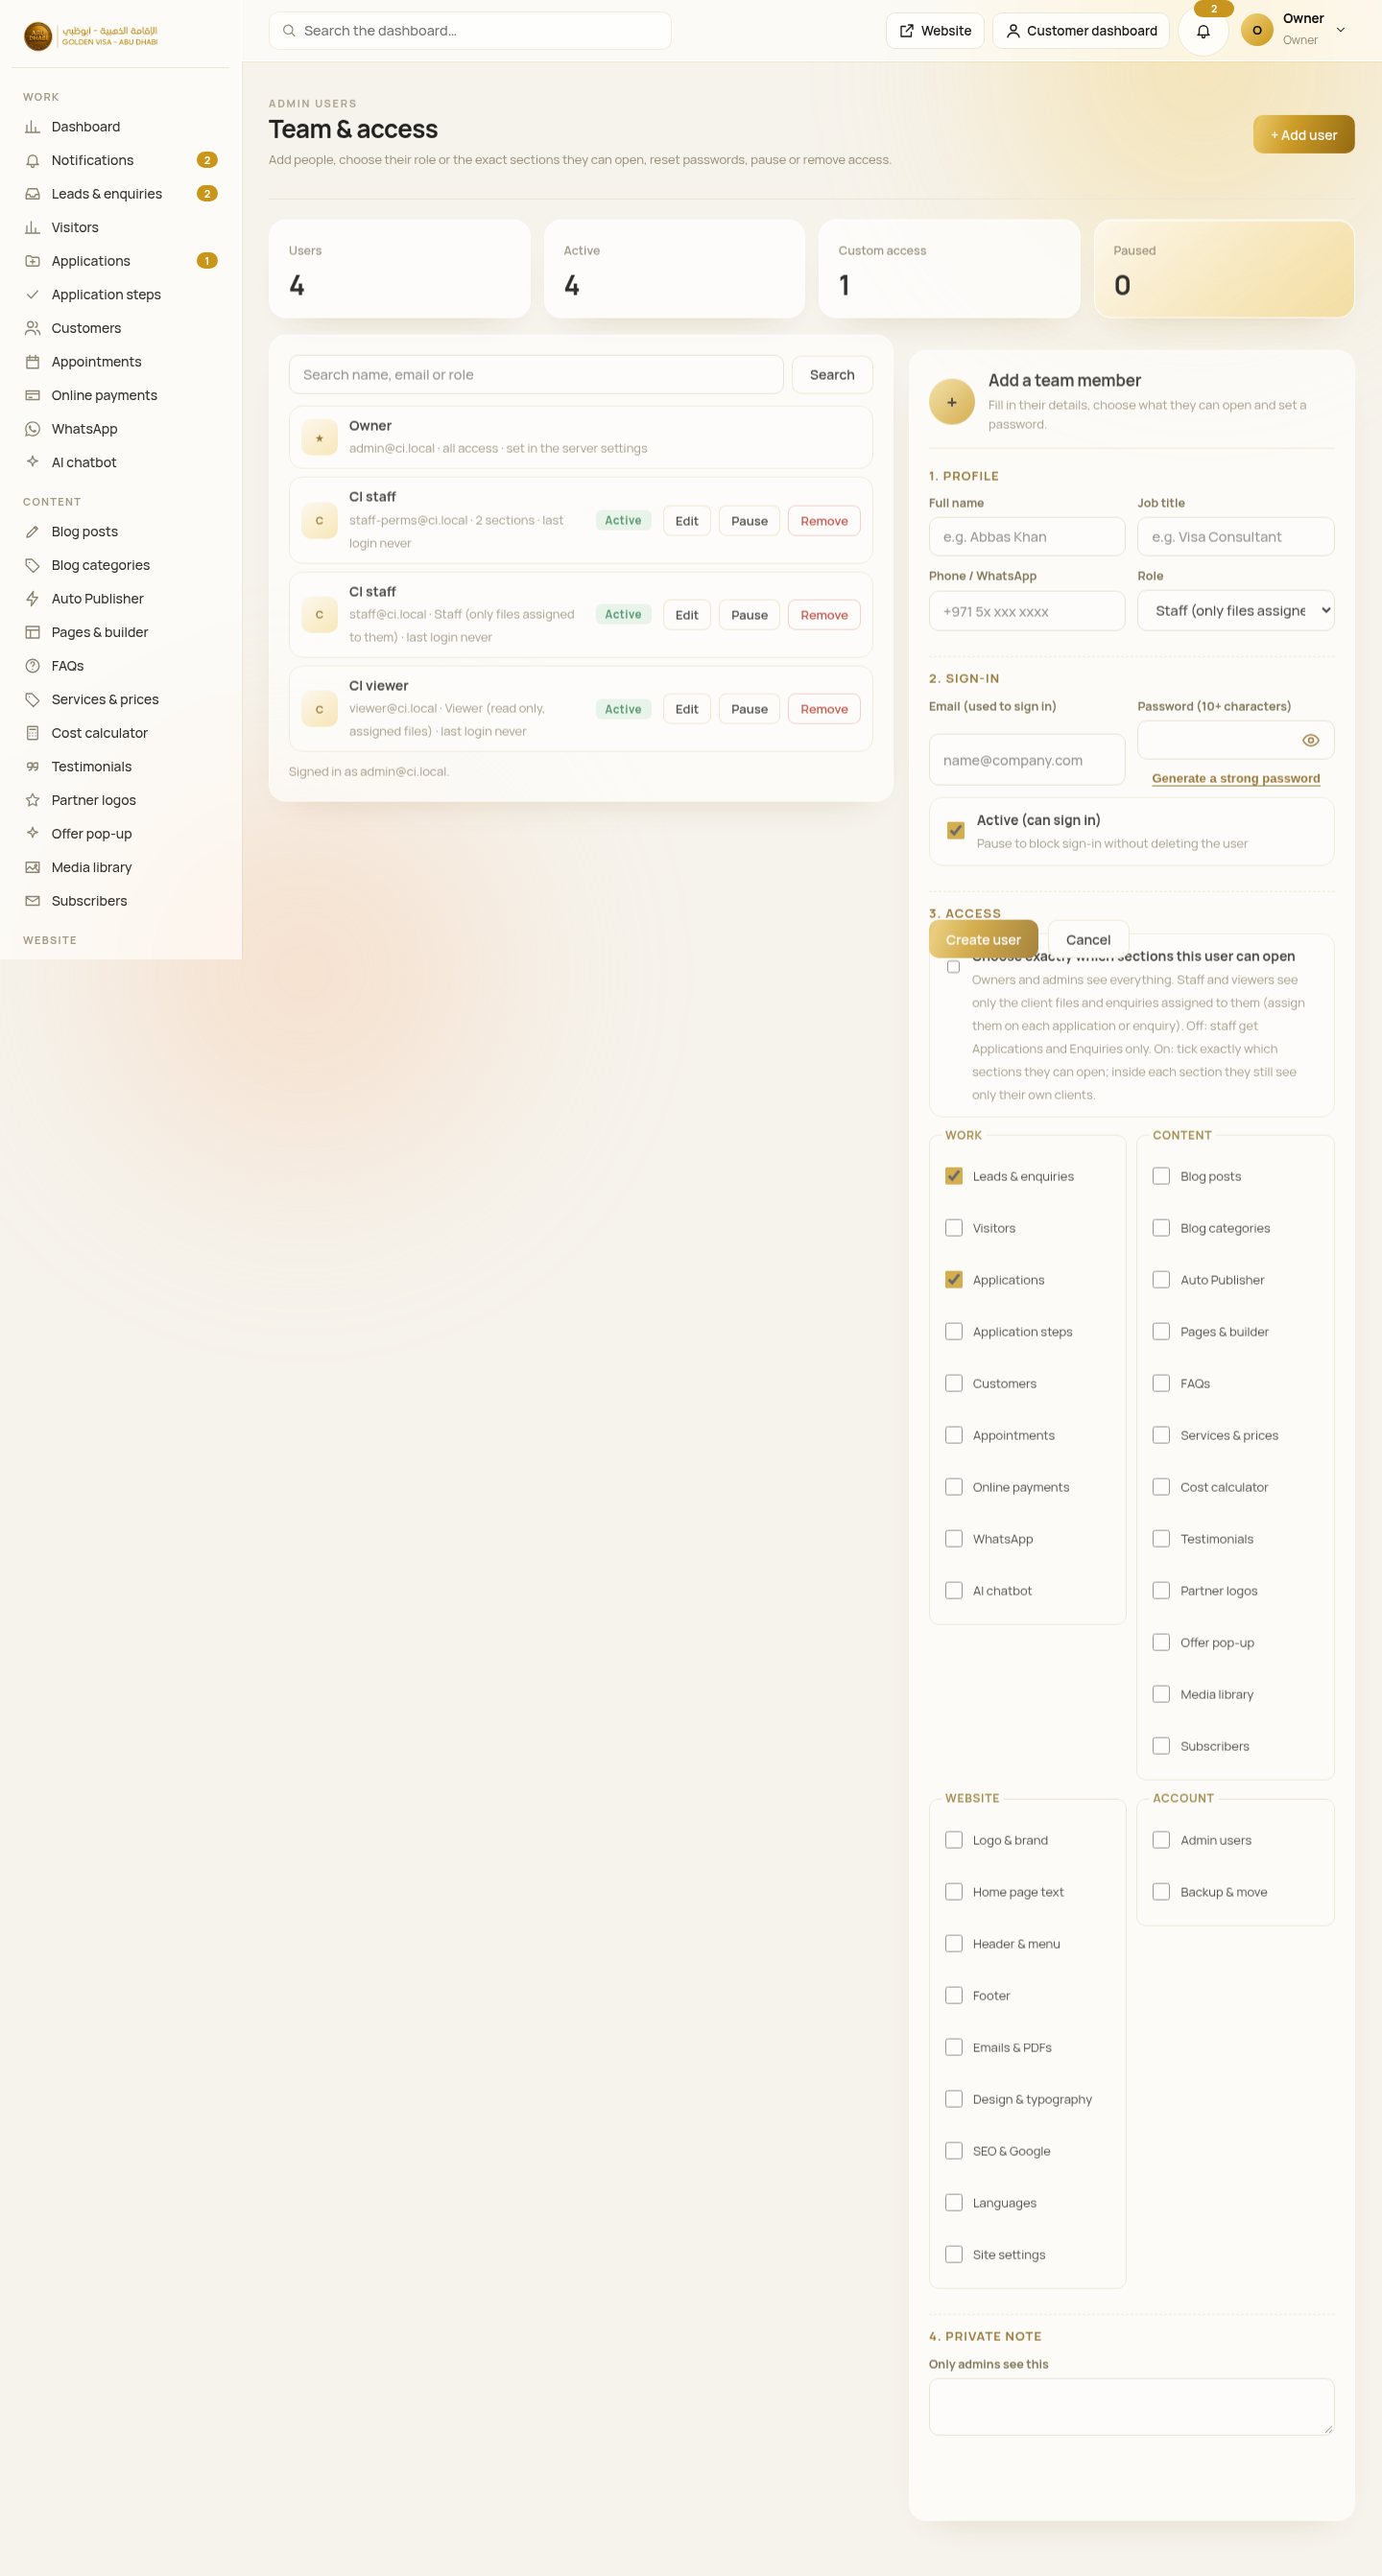 الإقامة الذهبية - أبوظبي
GOLDEN VISA - ABU DHABI
Search the dashboard...
Website
Customer dashboard
2
O
Owner
Owner
WORK
Dashboard
Notifications 2
Leads & enquiries 2
Visitors
Applications 1
Application steps
Customers
Appointments
Online payments
WhatsApp
AI chatbot
CONTENT
Blog posts
Blog categories
Auto Publisher
Pages & builder
FAQs
Services & prices
Cost calculator
Testimonials
Partner logos
Offer pop-up
Media library
Subscribers
WEBSITE
ADMIN USERS
Team & access
Add people, choose their role or the exact sections they can open, reset passwords, pause or remove access.
+ Add user
Users
4
Active
4
Custom access
1
Paused
0
Search name, email or role
Search
Owner
admin@ci.local · all access · set in the server settings
C
CI staff
staff-perms@ci.local · 2 sections · last
login never
Active Edit Pause Remove
C
CI staff
staff@ci.local · Staff (only files assigned
to them) · last login never
Active Edit Pause Remove
C
CI viewer
viewer@ci.local · Viewer (read only,
assigned files) · last login never
Active Edit Pause Remove
Signed in as admin@ci.local.
+
Add a team member
Fill in their details, choose what they can open and set a
password.
1. PROFILE
Full name
e.g. Abbas Khan
Job title
e.g. Visa Consultant
Phone / WhatsApp
+971 5x xxx xxxx
Role
Staff (only files assigne
2. SIGN-IN
Email (used to sign in)
name@company.com
Password (10+ characters)
Generate a strong password
Active (can sign in)
Pause to block sign-in without deleting the user
3. ACCESS
Create user
Cancel
Choose exactly which sections this user can open
Owners and admins see everything. Staff and viewers see
only the client files and enquiries assigned to them (assign
them on each application or enquiry). Off: staff get
Applications and Enquiries only. On: tick exactly which
sections they can open; inside each section they still see
only their own clients.
WORK
Leads & enquiries
Visitors
Applications
Application steps
Customers
Appointments
Online payments
WhatsApp
AI chatbot
CONTENT
Blog posts
Blog categories
Auto Publisher
Pages & builder
FAQs
Services & prices
Cost calculator
Testimonials
Partner logos
Offer pop-up
Media library
Subscribers
WEBSITE
Logo & brand
Home page text
Header & menu
Footer
Emails & PDFs
Design & typography
SEO & Google
Languages
Site settings
ACCOUNT
Admin users
Backup & move
4. PRIVATE NOTE
Only admins see this